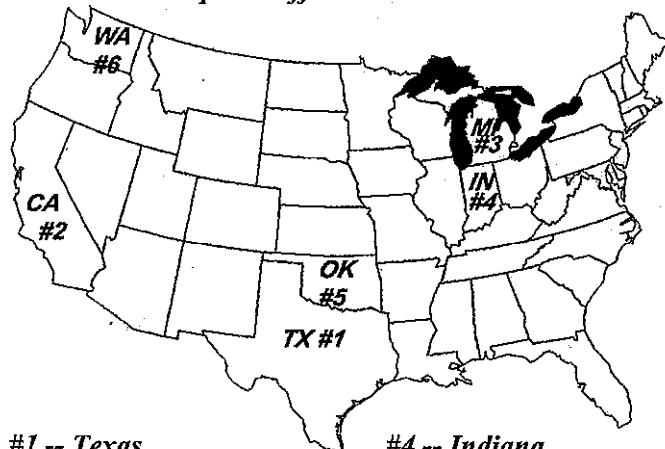 WA
#6
MI
#3
IN
#4
CA
#2
OK
#5
TX #1
#1 -- Texas
#4 -- Indiana